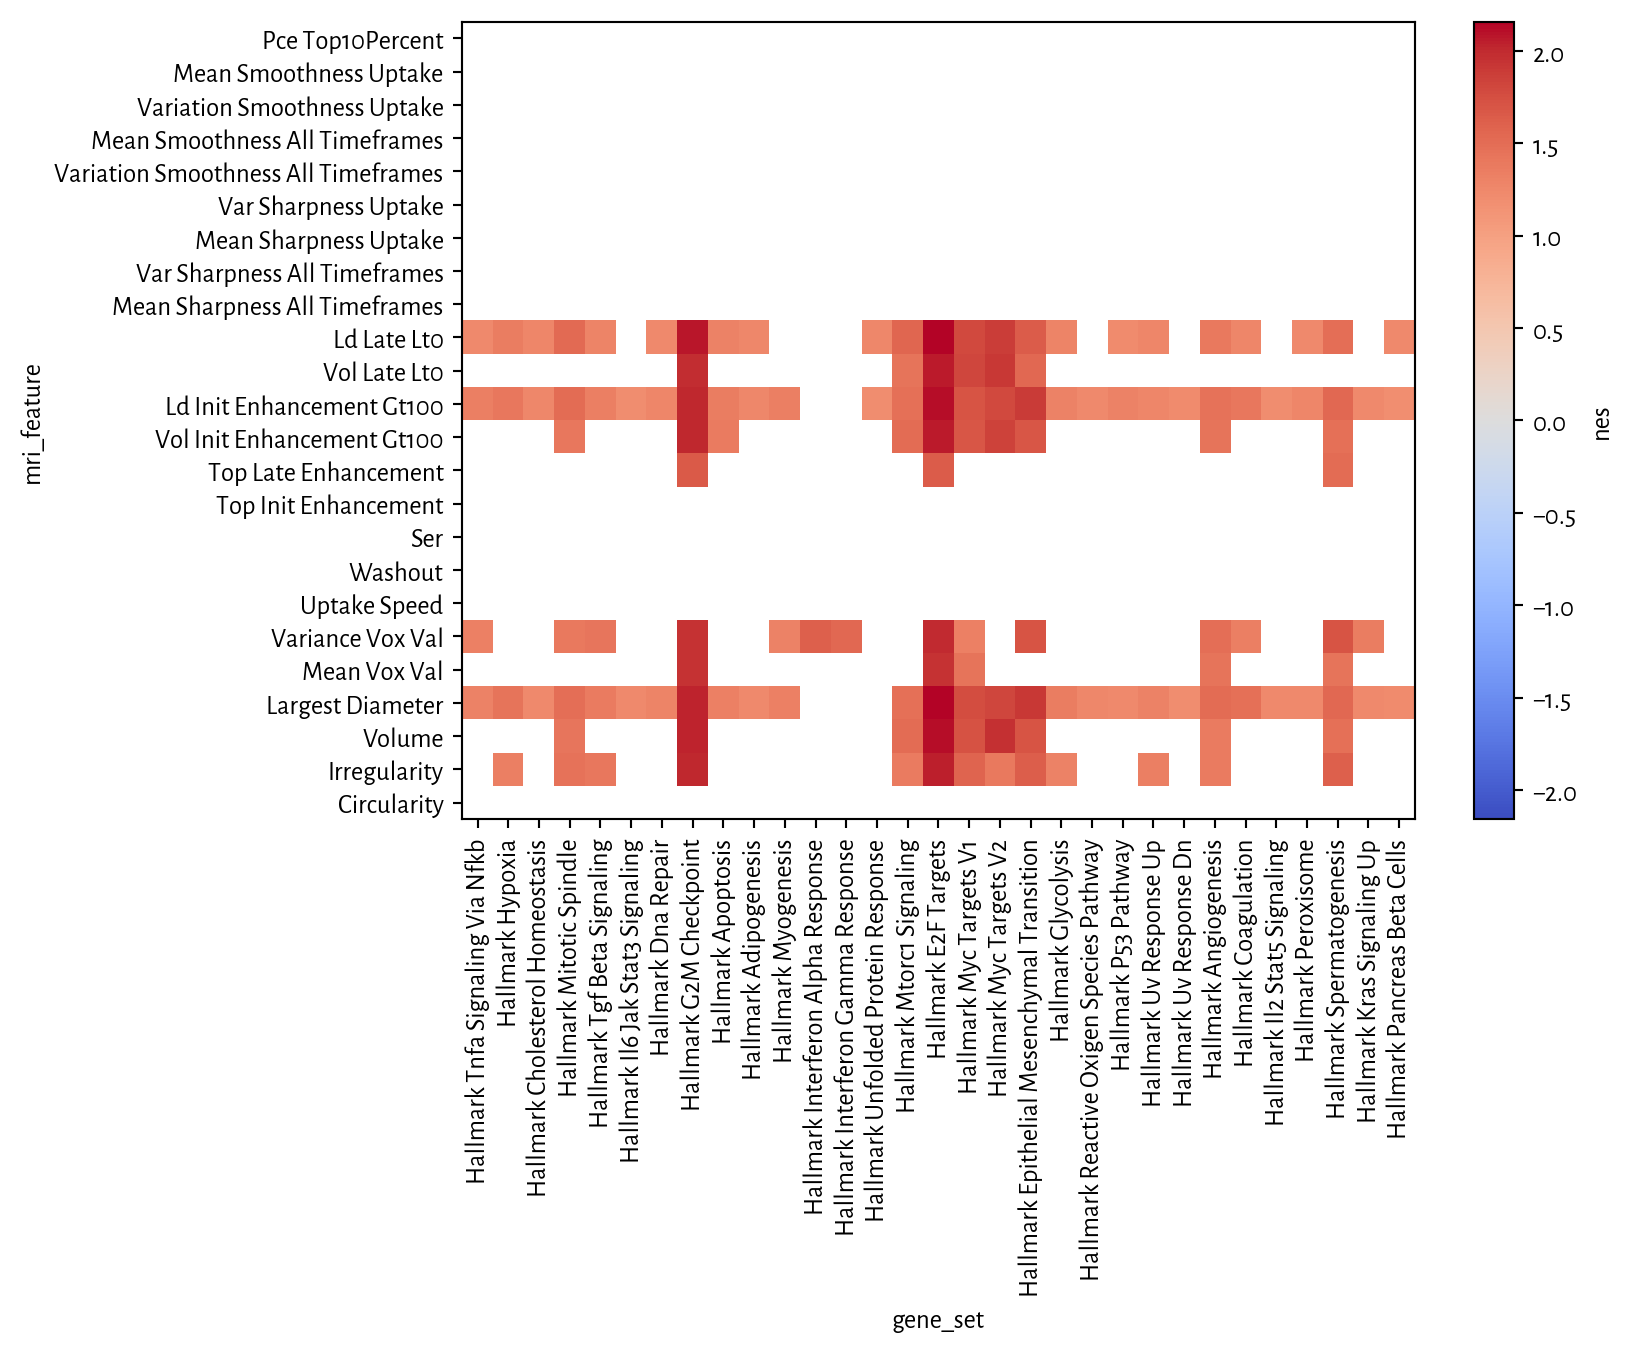 Pce Top10Percent
Mean Smoothness Uptake
Variation Smoothness Uptake
Mean Smoothness All Timeframes
Variation Smoothness All Timeframes
Var Sharpness Uptake
Mean Sharpness Uptake
Var Sharpness All Timeframes
Mean Sharpness All Timeframes
Ld Late Lt0
Vol Late Lt0
Ld Init Enhancement Gt100
Vol Init Enhancement Gt100
Top Late Enhancement
Top Init Enhancement
Ser
Washout
Uptake Speed
Variance Vox Val
Mean Vox Val
Largest Diameter
Volume
Irregularity
Circularity
mri_feature
Hallmark Tnfa Signaling Via Nfkb
Hallmark Hypoxia
Hallmark Cholesterol Homeostasis
Hallmark Mitotic Spindle
Hallmark Tgf Beta Signaling
Hallmark Il6 Jak Stat3 Signaling
Hallmark Dna Repair
Hallmark G2M Checkpoint
Hallmark Apoptosis
Hallmark Adipogenesis
Hallmark Myogenesis
Hallmark Interferon Alpha Response
Hallmark Interferon Gamma Response
Hallmark Unfolded Protein Response
Hallmark Mtorc1 Signaling
Hallmark E2F Targets
Hallmark Myc Targets V1
Hallmark Myc Targets V2
Hallmark Epithelial Mesenchymal Transition
Hallmark Glycolysis
Hallmark Reactive Oxigen Species Pathway
Hallmark P53 Pathway
Hallmark Uv Response Up
Hallmark Uv Response Dn
Hallmark Angiogenesis
Hallmark Coagulation
Hallmark Il2 Stat5 Signaling
Hallmark Peroxisome
Hallmark Spermatogenesis
Hallmark Kras Signaling Up
Hallmark Pancreas Beta Cells
gene_set
2.0
1.5
1.0
0.5
0.0
−0.5
−1.0
−1.5
−2.0
nes